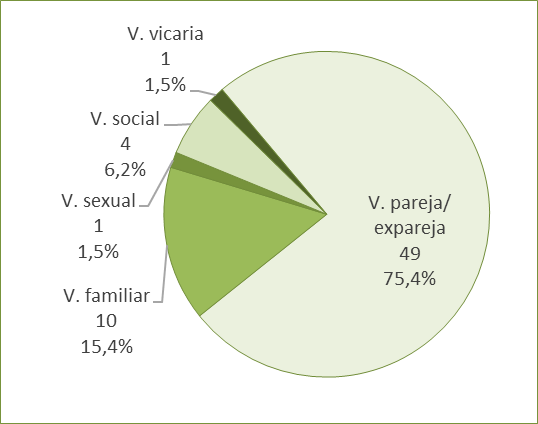 V. vicaria
1
1,5%
V. social
4
6,2%
V. sexual
1
1,5%
V. familiar
10
15,4%
V. pareja/
expareja
49
75,4%